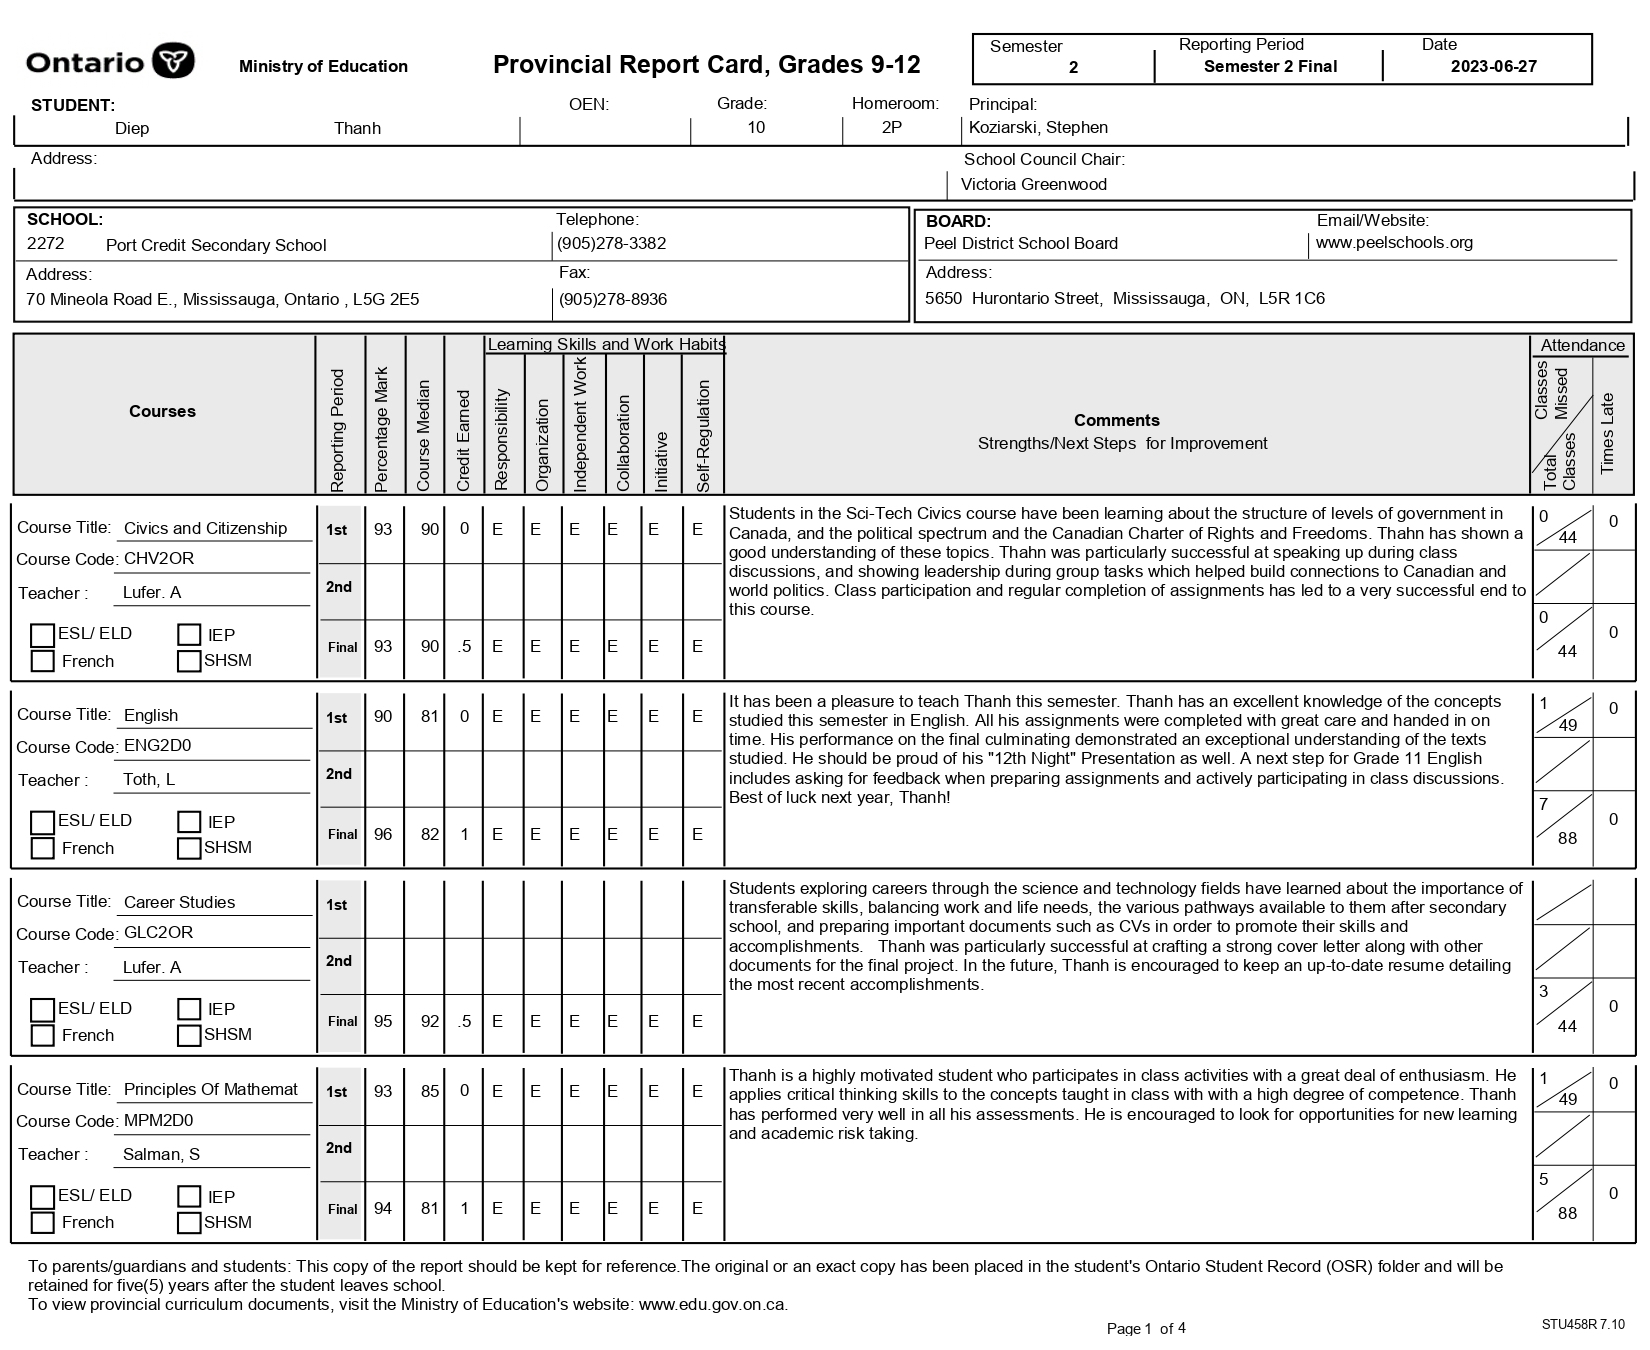 Ontario Ministry of Education Provincial Report Card, Grades 9-12
Semester Reporting Period Date
2 Semester 2 Final 2023-06-27
STUDENT: OEN: Grade: Homeroom: Principal:
Diep Thanh 10 2P Koziarski, Stephen
Address: School Council Chair:
Victoria Greenwood
SCHOOL: Telephone:
2272 Port Credit Secondary School (905)278-3382
Address: Fax:
70 Mineola Road E., Mississauga, Ontario , L5G 2E5 (905)278-8936
BOARD: Email/Website:
Peel District School Board www.peelschools.org
Address:
5650 Hurontario Street, Mississauga, ON, L5R 1C6
Courses
Reporting Period
Percentage Mark
Course Median
Credit Earned
Learning Skills and Work Habits
Responsibility
Organization
Independent Work
Collaboration
Initiative
Self-Regulation
Comments
Strengths/Next Steps for Improvement
Attendance
Classes Missed
Total Classes
Times Late
Course Title: Civics and Citizenship
Course Code: CHV2OR
Teacher : Lufer. A
ESL/ ELD IEP
French SHSM
1st 93 90 0 E E E E E E
2nd
Final 93 90 .5 E E E E E E
Students in the Sci-Tech Civics course have been learning about the structure of levels of government in
Canada, and the political spectrum and the Canadian Charter of Rights and Freedoms. Thahn has shown a
good understanding of these topics. Thahn was particularly successful at speaking up during class
discussions, and showing leadership during group tasks which helped build connections to Canadian and
world politics. Class participation and regular completion of assignments has led to a very successful end to
this course.
0 44 0
0 44 0
Course Title: English
Course Code: ENG2D0
Teacher : Toth, L
ESL/ ELD IEP
French SHSM
1st 90 81 0 E E E E E E
2nd
Final 96 82 1 E E E E E E
It has been a pleasure to teach Thanh this semester. Thanh has an excellent knowledge of the concepts
studied this semester in English. All his assignments were completed with great care and handed in on
time. His performance on the final culminating demonstrated an exceptional understanding of the texts
studied. He should be proud of his "12th Night" Presentation as well. A next step for Grade 11 English
includes asking for feedback when preparing assignments and actively participating in class discussions.
Best of luck next year, Thanh!
1 49 0
7 88 0
Course Title: Career Studies
Course Code: GLC2OR
Teacher : Lufer. A
ESL/ ELD IEP
French SHSM
1st
2nd
Final 95 92 .5 E E E E E E
Students exploring careers through the science and technology fields have learned about the importance of
transferable skills, balancing work and life needs, the various pathways available to them after secondary
school, and preparing important documents such as CVs in order to promote their skills and
accomplishments. Thanh was particularly successful at crafting a strong cover letter along with other
documents for the final project. In the future, Thanh is encouraged to keep an up-to-date resume detailing
the most recent accomplishments.
3 44 0
Course Title: Principles Of Mathemat
Course Code: MPM2D0
Teacher : Salman, S
ESL/ ELD IEP
French SHSM
1st 93 85 0 E E E E E E
2nd
Final 94 81 1 E E E E E E
Thanh is a highly motivated student who participates in class activities with a great deal of enthusiasm. He
applies critical thinking skills to the concepts taught in class with with a high degree of competence. Thanh
has performed very well in all his assessments. He is encouraged to look for opportunities for new learning
and academic risk taking.
1 49 0
5 88 0
To parents/guardians and students: This copy of the report should be kept for reference.The original or an exact copy has been placed in the student's Ontario Student Record (OSR) folder and will be
retained for five(5) years after the student leaves school.
To view provincial curriculum documents, visit the Ministry of Education's website: www.edu.gov.on.ca.
Page 1 of 4
STU458R 7.10